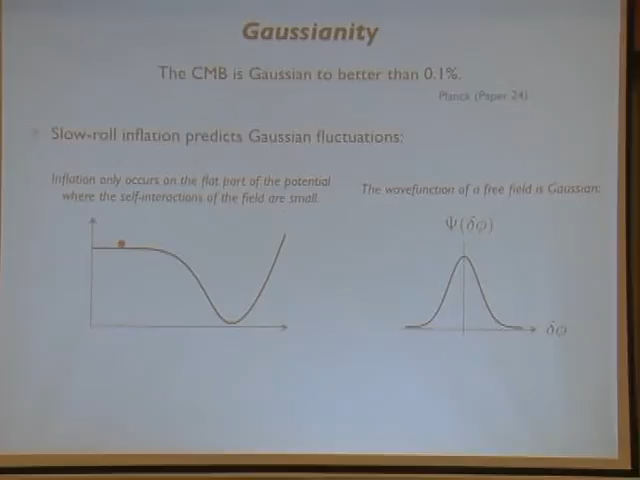 Gaussianity
The CMB is Gaussian to better than 0.1%.
Planck (Paper 24)
Slow-roll inflation predicts Gaussian fluctuations:
Inflation only occurs on the flat part of the potential
where the self-interactions of the field are small.
The wavefunction of a free field is Gaussian:
Ψ(δφ)
δφ